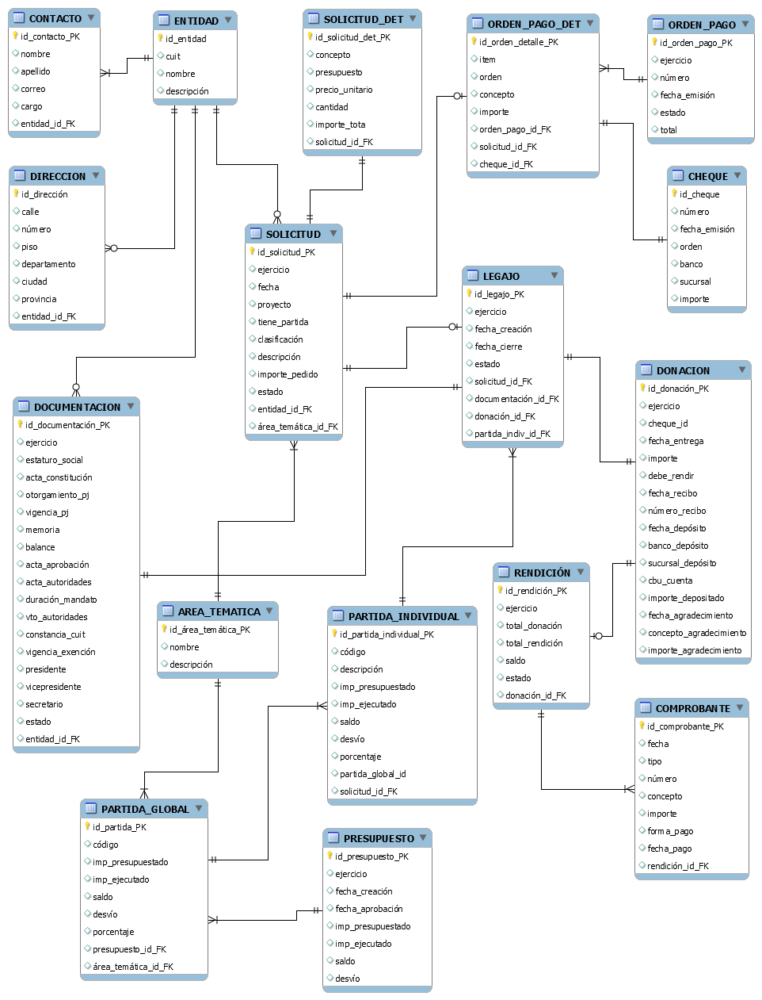 CONTACTO
id_contacto_PK
nombre
apellido
correo
cargo
entidad_id_FK
ENTIDAD
id_entidad
cuit
nombre
descripción
SOLICITUD_DET
id_solicitud_det_PK
concepto
presupuesto
precio_unitario
cantidad
importe_tota
solicitud_id_FK
ORDEN_PAGO_DET
id_orden_detalle_PK
item
orden
concepto
importe
orden_pago_id_FK
solicitud_id_FK
cheque_id_FK
ORDEN_PAGO
id_orden_pago_PK
ejercicio
número
fecha_emisión
estado
total
DIRECCION
id_dirección
calle
número
piso
departamento
ciudad
provincia
entidad_id_FK
CHEQUE
id_cheque
número
fecha_emisión
orden
banco
sucursal
importe
SOLICITUD
id_solicitud_PK
ejercicio
fecha
proyecto
tiene_partida
clasificación
descripción
importe_pedido
estado
entidad_id_FK
área_temática_id_FK
LEGAJO
id_legajo_PK
ejercicio
fecha_creación
fecha_cierre
estado
solicitud_id_FK
documentación_id_FK
donación_id_FK
partida_indiv_id_FK
DONACION
id_donación_PK
ejercicio
cheque_id
fecha_entrega
importe
debe_rendir
fecha_recibo
número_recibo
fecha_depósito
banco_depósito
sucursal_depósito
cbu_cuenta
importe_depositado
fecha_agradecimiento
concepto_agradecimiento
importe_agradecimiento
DOCUMENTACION
id_documentación_PK
ejercicio
estaturo_social
acta_constitución
otorgamiento_pj
vigencia_pj
memoria
balance
acta_aprobación
acta_autoridades
duración_mandato
vto_autoridades
constancia_cuit
vigencia_exención
presidente
vicepresidente
secretario
estado
entidad_id_FK
RENDICIÓN
id_rendición_PK
ejercicio
total_donación
total_rendición
saldo
estado
donación_id_FK
AREA_TEMATICA
id_área_temática_PK
nombre
descripción
PARTIDA_INDIVIDUAL
id_partida_individual_PK
código
descripción
imp_presupuestado
imp_ejecutado
saldo
desvío
porcentaje
partida_global_id
solicitud_id_FK
COMPROBANTE
id_comprobante_PK
fecha
tipo
número
concepto
importe
forma_pago
fecha_pago
rendición_id_FK
PARTIDA_GLOBAL
id_partida_PK
código
imp_presupuestado
imp_ejecutado
saldo
desvío
porcentaje
presupuesto_id_FK
área_temática_id_FK
PRESUPUESTO
id_presupuesto_PK
ejercicio
fecha_creación
fecha_aprobación
imp_presupuestado
imp_ejecutado
saldo
desvío